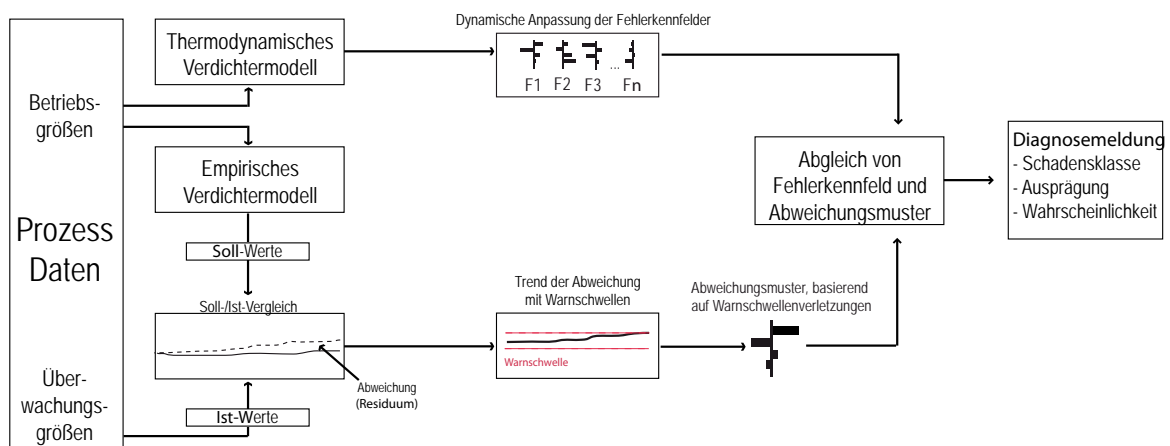 Betriebs-
größen
Prozess
Daten
Über-
wachungs-
größen
Thermodynamisches
Verdichtermodell
Empirisches
Verdichtermodell
Soll-Werte
Soll-/Ist-Vergleich
Abweichung
(Residuum)
Ist-Werte
Dynamische Anpassung der Fehlerkennfelder
F1 F2 F3 ... Fn
Trend der Abweichung
mit Warnschwellen
Warnschwelle
Abweichungsmuster, basierend
auf Warnschwellenverletzungen
Abgleich von
Fehlerkennfeld und
Abweichungsmuster
Diagnosemeldung
- Schadensklasse
- Ausprägung
- Wahrscheinlichkeit